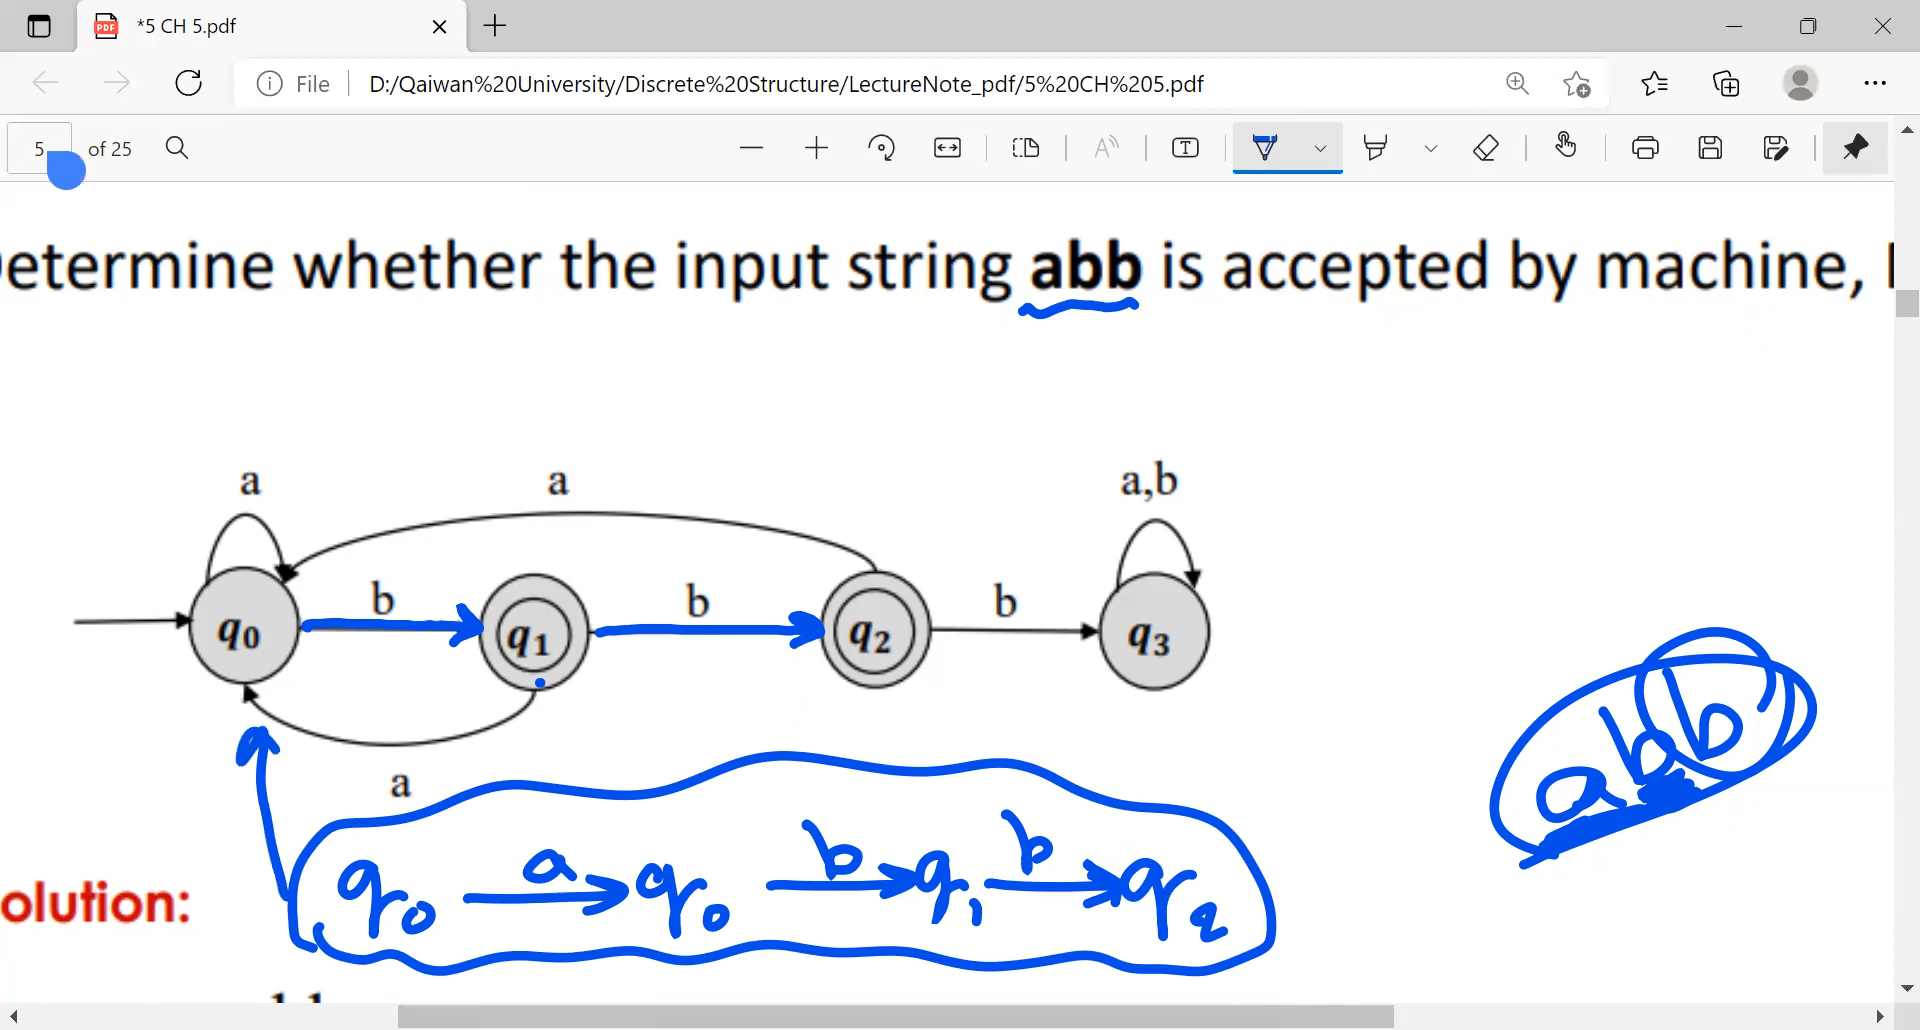 *5 CH 5.pdf
File D:/Qaiwan%20University/Discrete%20Structure/LectureNote_pdf/5%20CH%205.pdf
5 of 25
etermine whether the input string abb is accepted by machine,
a a a,b
b b b
q0 q1 q2 q3
abb
a
q0 a q0 b q1 b q2
olution: